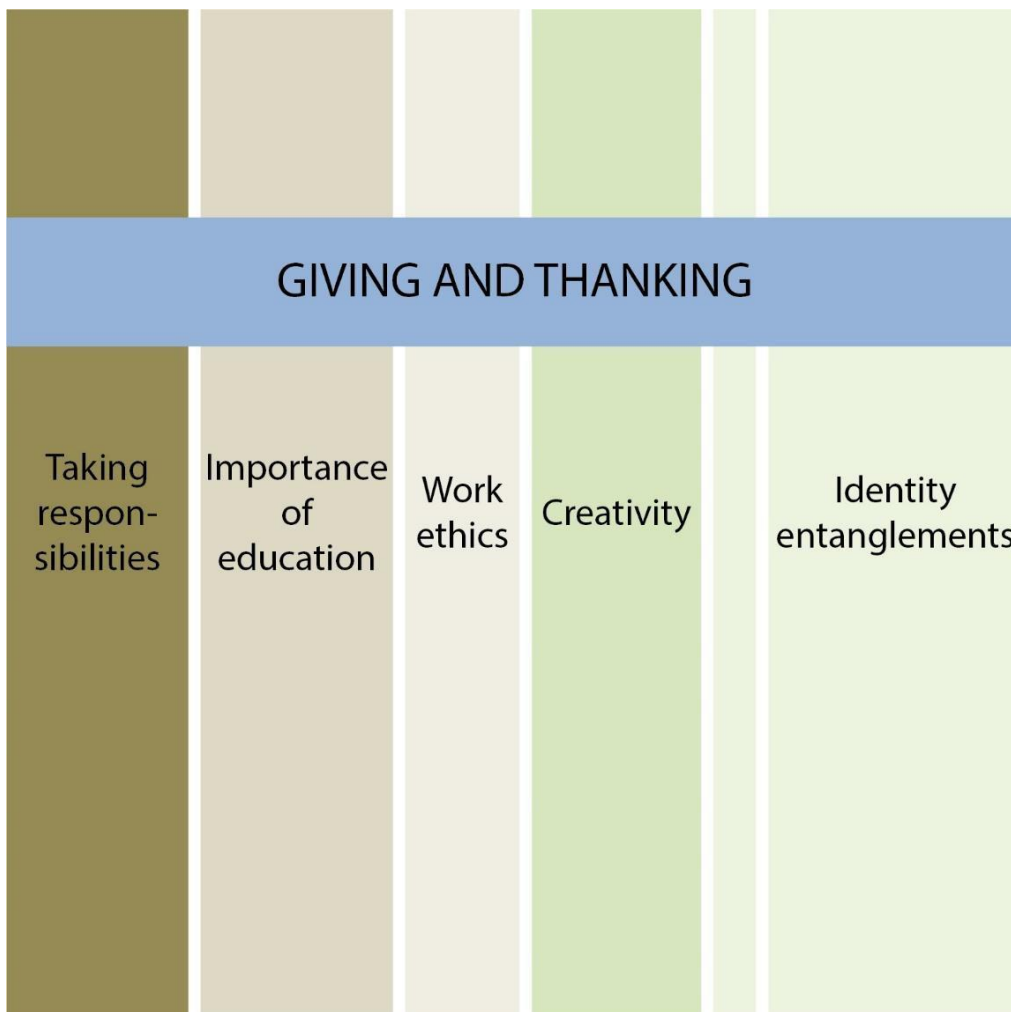 GIVING AND THANKING
Taking
respon-
sibilities
Importance
of
education
Work
ethics
Creativity
Identity
entanglements